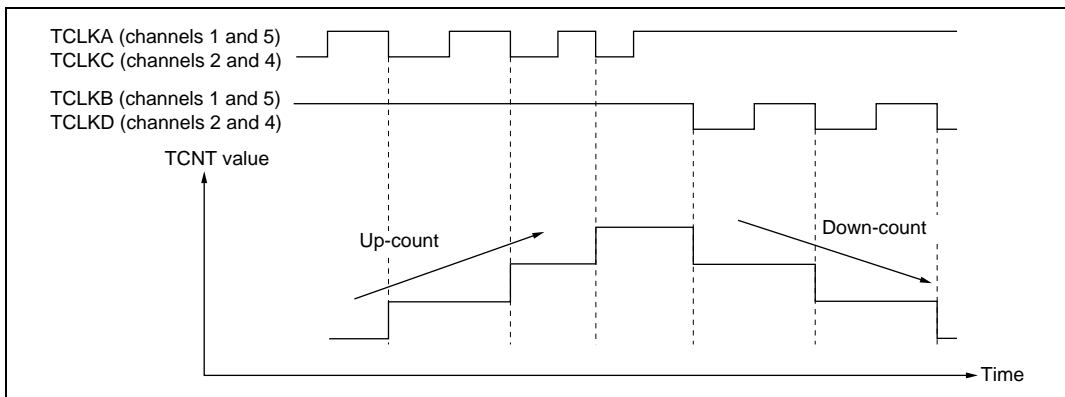 TCLKA (channels 1 and 5)
TCLKC (channels 2 and 4)
TCLKB (channels 1 and 5)
TCLKD (channels 2 and 4)
TCNT value
Up-count
Down-count
Time